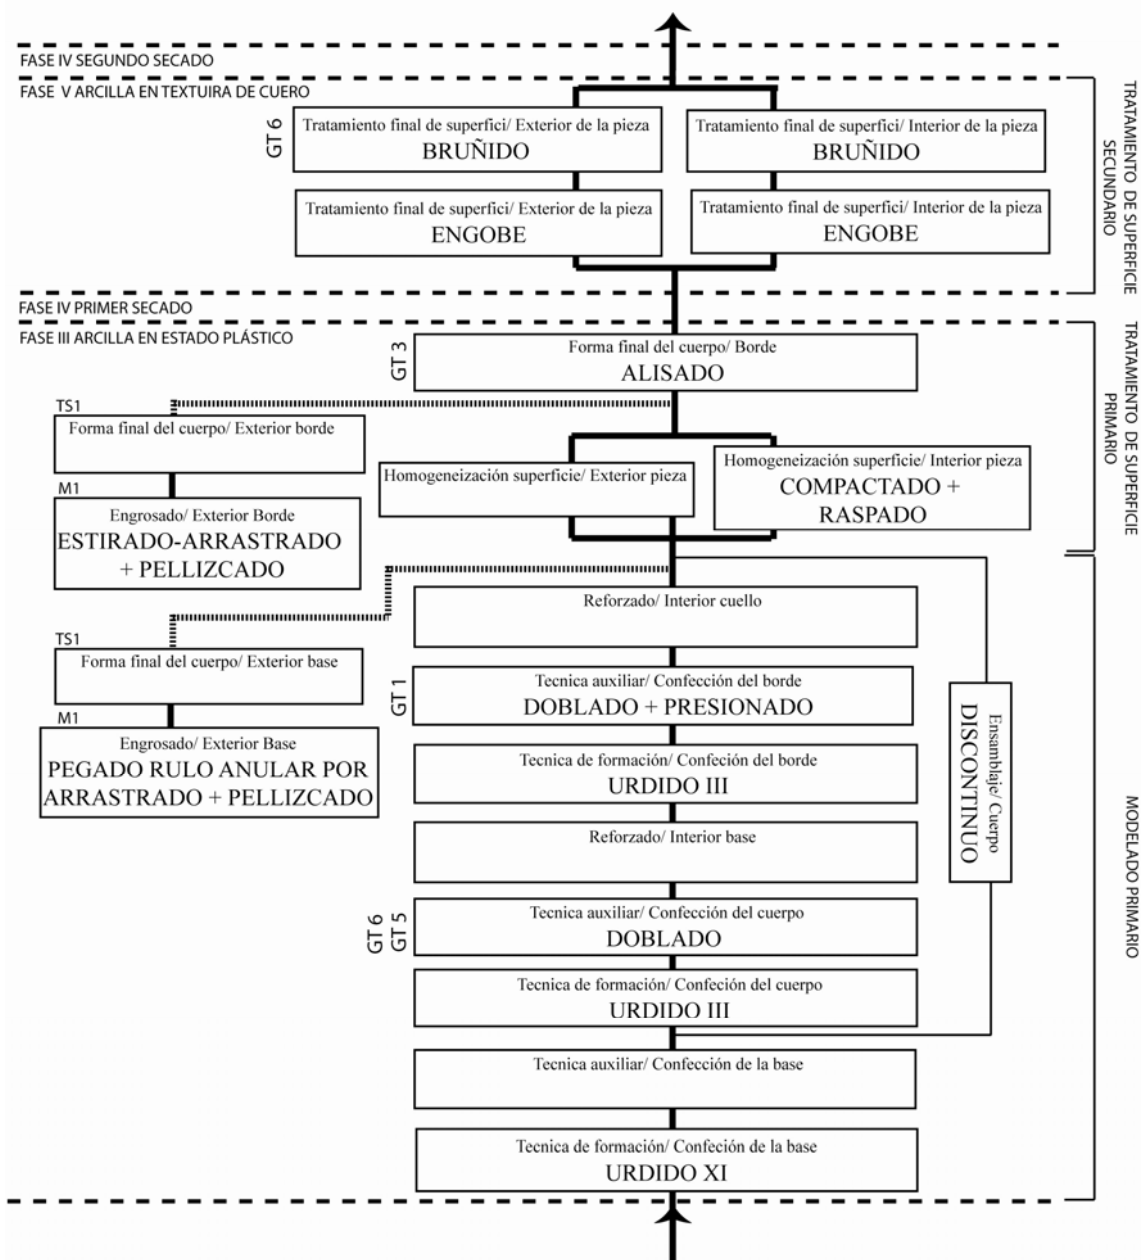 FASE IV SEGUNDO SECADO
FASE V ARCILLA EN TEXTUIRA DE CUERO
GT 6
Tratamiento final de superfici/ Exterior de la pieza
BRUÑIDO
Tratamiento final de superfici/ Interior de la pieza
BRUÑIDO
Tratamiento final de superfici/ Exterior de la pieza
ENGOBE
Tratamiento final de superfici/ Interior de la pieza
ENGOBE
TRATAMIENTO DE SUPERFICIE
SECUNDARIO
FASE IV PRIMER SECADO
FASE III ARCILLA EN ESTADO PLÁSTICO
GT 3
Forma final del cuerpo/ Borde
ALISADO
TS1
Forma final del cuerpo/ Exterior borde
M1
Engrosado/ Exterior Borde
ESTIRADO-ARRASTRADO
+ PELLIZCADO
Homogeneización superficie/ Exterior pieza
Homogeneización superficie/ Interior pieza
COMPACTADO +
RASPADO
TRATAMIENTO DE SUPERFICIE
PRIMARIO
Reforzado/ Interior cuello
TS1
Forma final del cuerpo/ Exterior base
M1
Engrosado/ Exterior Base
PEGADO RULO ANULAR POR
ARRASTRADO + PELLIZCADO
GT 1
Tecnica auxiliar/ Confección del borde
DOBLADO + PRESIONADO
Tecnica de formación/ Confeción del borde
URDIDO III
Reforzado/ Interior base
GT 6
GT 5
Tecnica auxiliar/ Confección del cuerpo
DOBLADO
Tecnica de formación/ Confeción del cuerpo
URDIDO III
Ensamblaje/ Cuerpo
DISCONTINUO
Tecnica auxiliar/ Confección de la base
Tecnica de formación/ Confeción de la base
URDIDO XI
MODELADO PRIMARIO